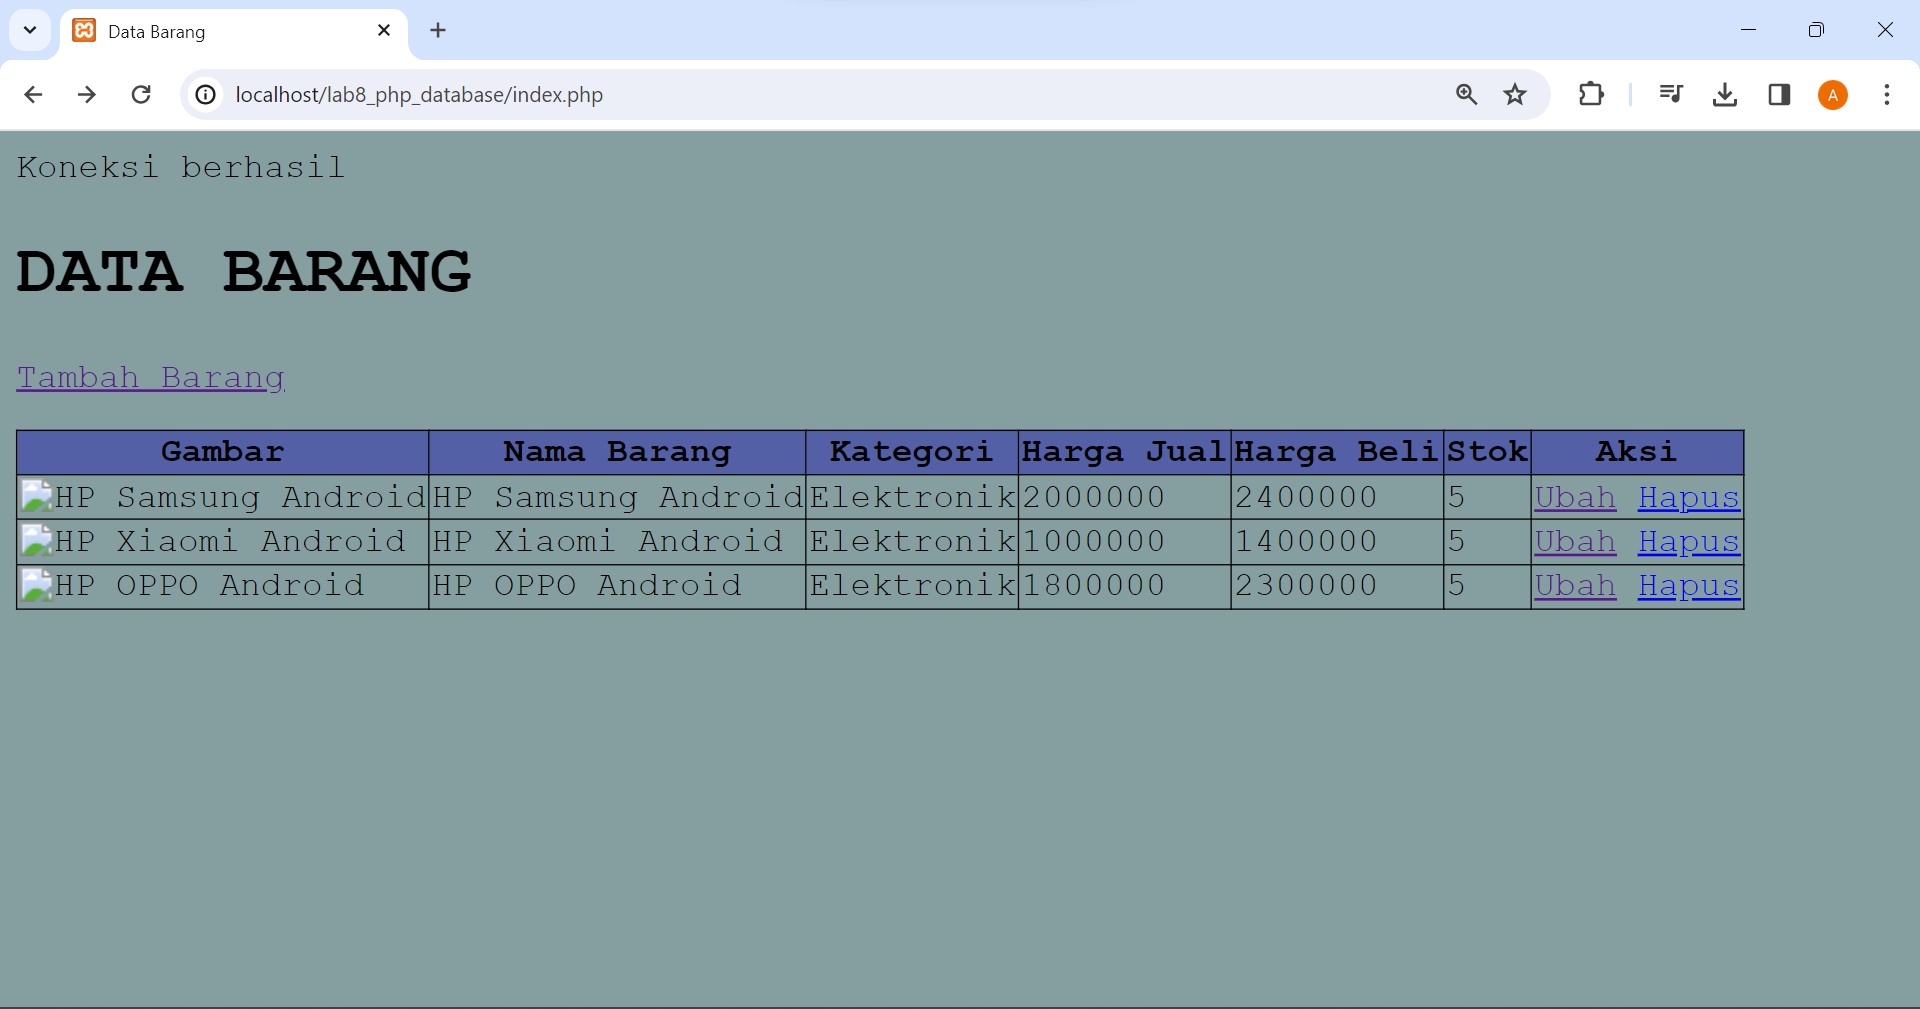 Data Barang
localhost/lab8_php_database/index.php
A
Koneksi berhasil
DATA BARANG
Tambah Barang
Gambar Nama Barang Kategori Harga Jual Harga Beli Stok Aksi
HP Samsung Android HP Samsung Android Elektronik 2000000 2400000 5 Ubah Hapus
HP Xiaomi Android HP Xiaomi Android Elektronik 1000000 1400000 5 Ubah Hapus
HP OPPO Android HP OPPO Android Elektronik 1800000 2300000 5 Ubah Hapus